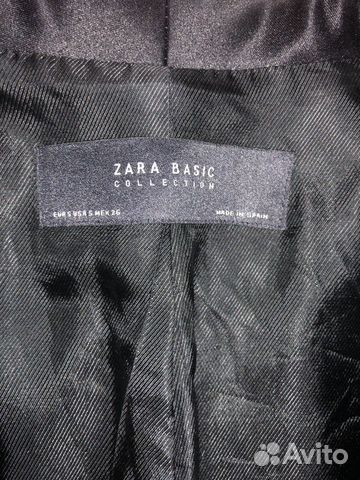 ZARA BASIC
COLLECTION
EUR S USA S MEX 26 MADE IN SPAIN
Avito